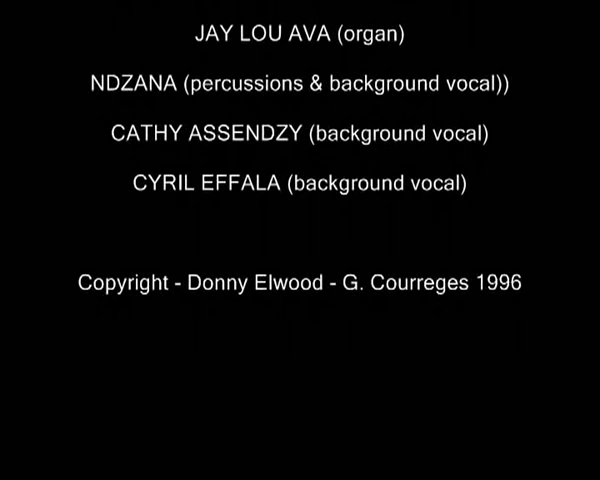 JAY LOU AVA (organ)
NDZANA (percussions & background vocal))
CATHY ASSENDZY (background vocal)
CYRIL EFFALA (background vocal)
Copyright - Donny Elwood - G. Courreges 1996